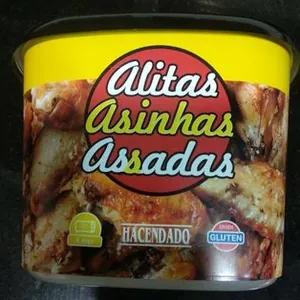 Alitas
Asinhas
Assadas
HACENDADO
GLUTEN